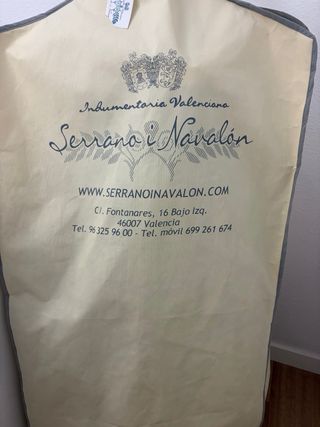 Indumentaria Valenciana
Serrano i Navalón
WWW.SERRANOINAVALON.COM
C/. Fontanares, 16 Bajo Izq.
46007 Valencia
Tel. 96 325 96 00 - Tel. móvil 699 261 674